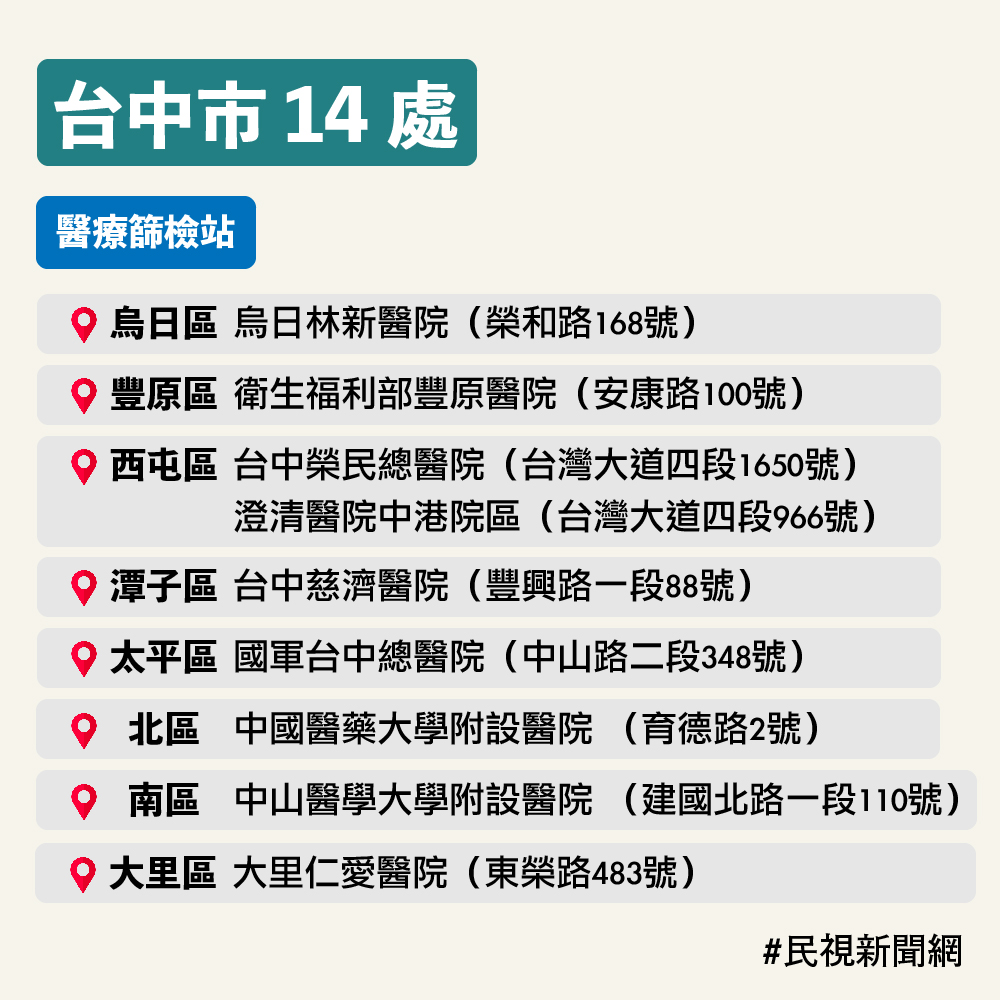 台中市 14 處
醫療篩檢站
烏日區 烏日林新醫院（榮和路168號）
豐原區 衛生福利部豐原醫院（安康路100號）
西屯區 台中榮民總醫院（台灣大道四段1650號）
澄清醫院中港院區（台灣大道四段966號）
潭子區 台中慈濟醫院（豐興路一段88號）
太平區 國軍台中總醫院（中山路二段348號）
北區 中國醫藥大學附設醫院 （育德路2號）
南區 中山醫學大學附設醫院 （建國北路一段110號）
大里區 大里仁愛醫院（東榮路483號）
#民視新聞網